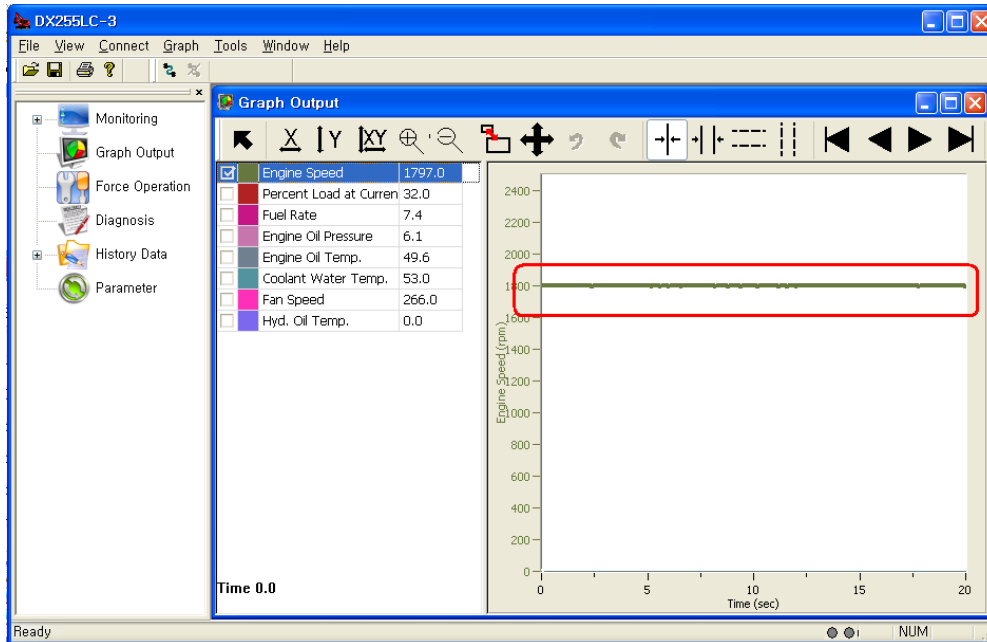 DX255LC-3
File View Connect Graph Tools Window Help
Monitoring
Graph Output
Force Operation
Diagnosis
History Data
Parameter
Graph Output
X Y XY
Engine Speed 1797.0
Percent Load at Curren 32.0
Fuel Rate 7.4
Engine Oil Pressure 6.1
Engine Oil Temp. 49.6
Coolant Water Temp. 53.0
Fan Speed 266.0
Hyd. Oil Temp. 0.0
Time 0.0
Engine Speed (rpm)
2400
2200
2000
1800
1600
1400
1200
1000
800
600
400
200
0
0 5 10 15 20
Time (sec)
Ready NUM